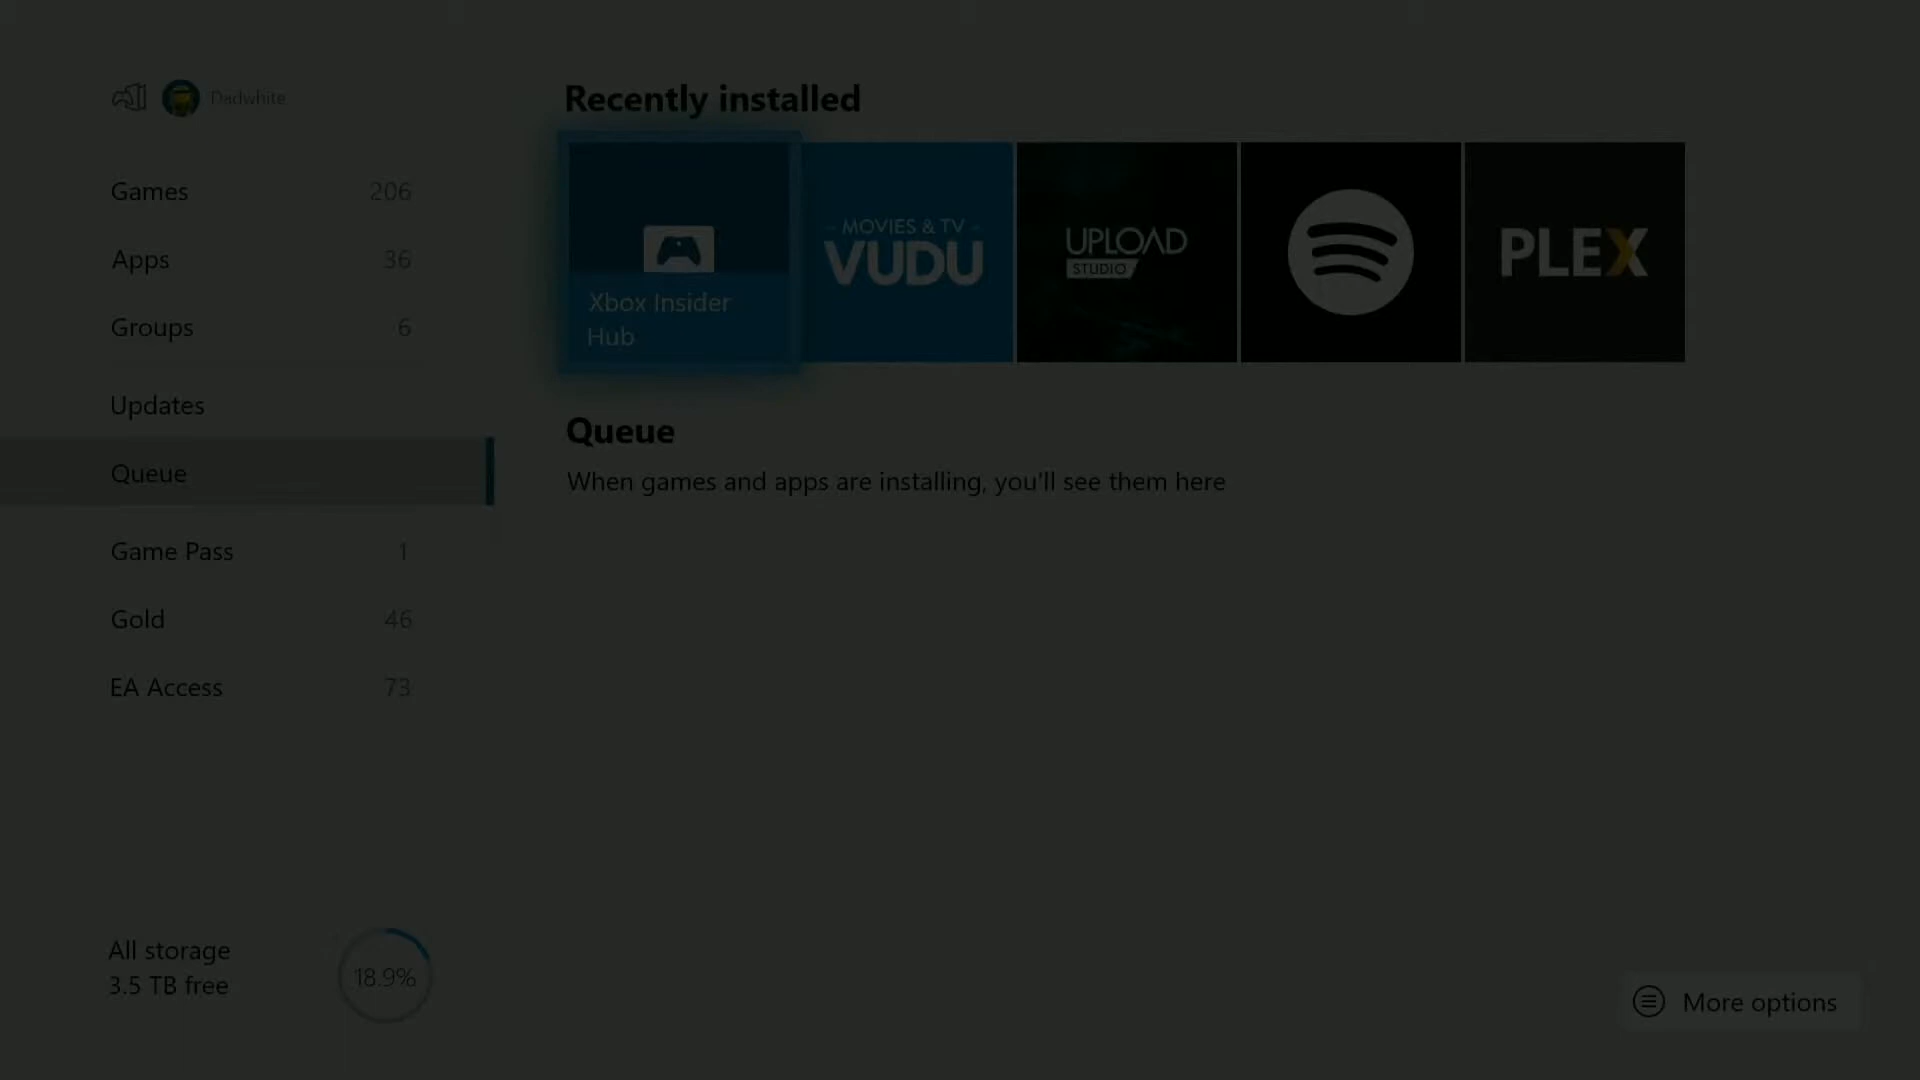 Dadwhite
Games 206
Apps 36
Groups 6
Updates
Queue
Game Pass 1
Gold 46
EA Access 73
All storage
3.5 TB free
18.9%
Recently installed
Xbox Insider
Hub
MOVIES & TV
VUDU
UPLOAD
STUDIO
PLEX
Queue
When games and apps are installing, you'll see them here
More options